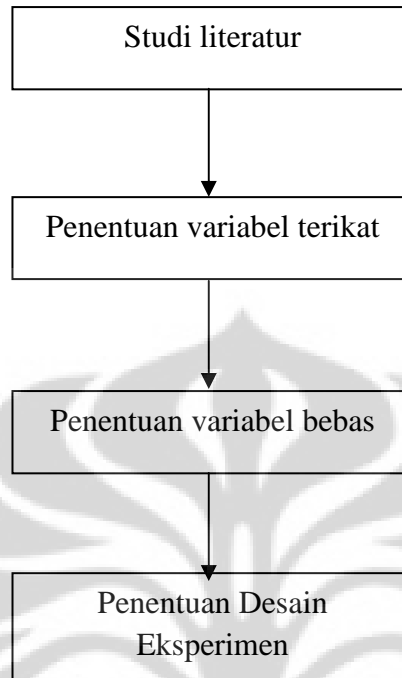 Studi literatur
Penentuan variabel terikat
Penentuan variabel bebas
Penentuan Desain
Eksperimen